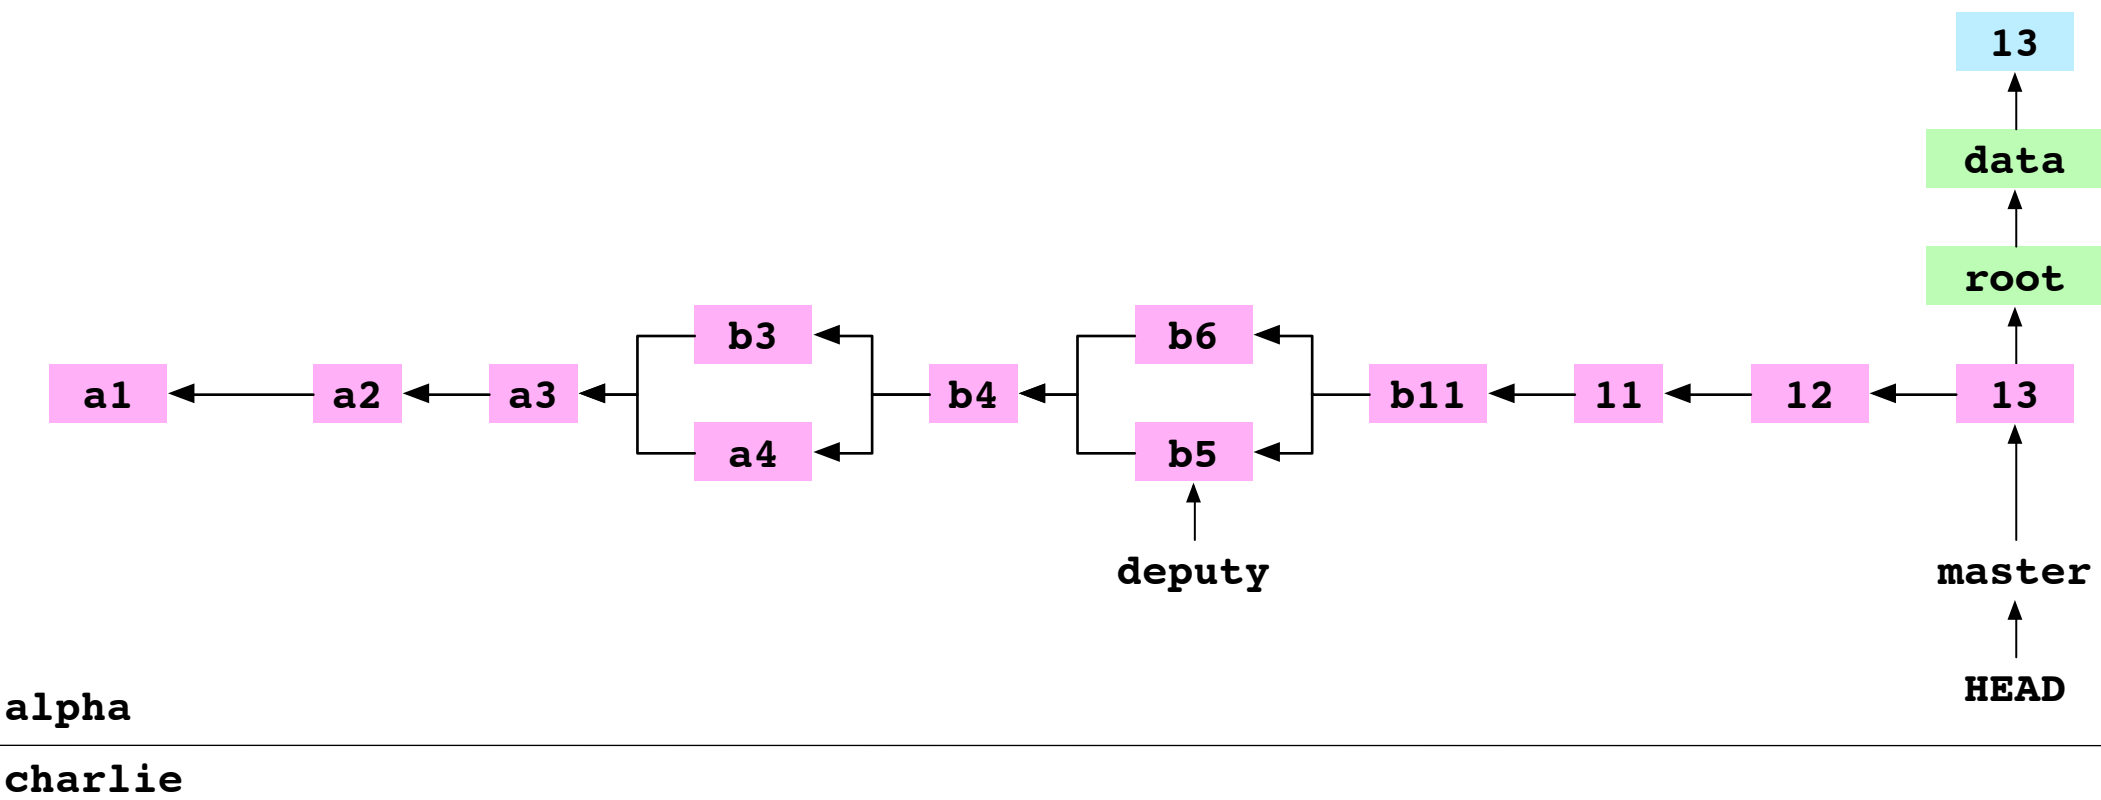 13
data
root
b3 b6
a1 a2 a3 b4 b11 11 12 13
a4 b5
deputy master
HEAD
alpha
charlie